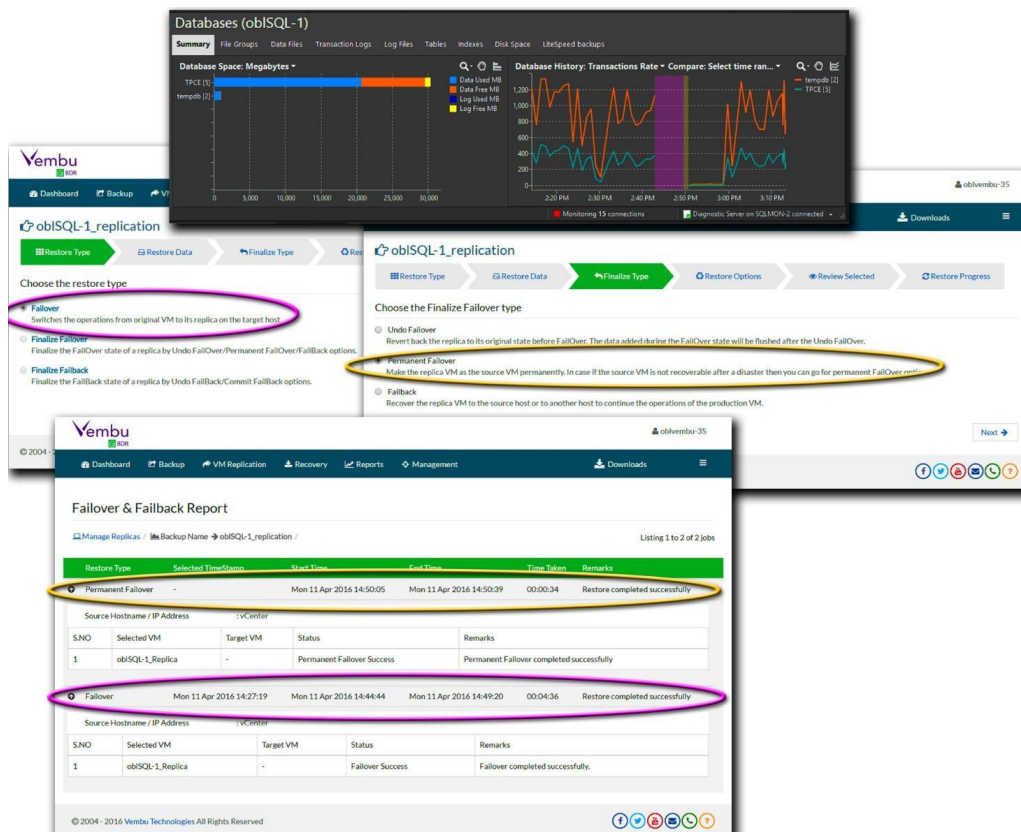 Databases (oblSQL-1)
Summary File Groups Data Files Transaction Logs Log Files Tables Indexes Disk Space LiteSpeed backups
Database Space: Megabytes
TPCE [5]
tempdb [2]
0 5,000 10,000 15,000 20,000 25,000 30,000
Data Used MB
Data Free MB
Log Used MB
Log Free MB
Database History: Transactions Rate Compare: Select time ran...
1,200
1,000
800
600
400
200
0
2:20 PM 2:30 PM 2:40 PM 2:50 PM 3:00 PM 3:10 PM
tempdb [2]
TPCE [5]
Monitoring 15 connections Diagnostic Server on SQLMON-2 connected
Vembu
BDR
Dashboard Backup
oblSQL-1_replication
Restore Type Restore Data Finalize Type
Choose the restore type
Failover
Switches the operations from original VM to its replica on the target host
Finalize Failover
Finalize the FailOver state of a replica by Undo FailOver/Permanent FailOver/FailBack options.
Finalize Failback
Finalize the FailBack state of a replica by Undo FailBack/Commit FailBack options.
© 2004 -
oblvembu-35
Downloads
oblSQL-1_replication
Restore Type Restore Data Finalize Type Restore Options Review Selected Restore Progress
Choose the Finalize Failover type
Undo Failover
Revert back the replica to its original state before FailOver. The data added during the FailOver state will be flushed after the Undo FailOver.
Permanent Failover
Make the replica VM as the source VM permanently. In case if the source VM is not recoverable after a disaster then you can go for permanent FailOver
Failback
Recover the replica VM to the source host or to another host to continue the operations of the production VM.
Next
Vembu
BDR
oblvembu-35
Dashboard Backup VM Replication Recovery Reports Management Downloads
Failover & Failback Report
Manage Replicas / Backup Name oblSQL-1_replication / Listing 1 to 2 of 2 jobs
Restore Type Selected TimeStamp Start Time End Time Time Taken Remarks
Permanent Failover - Mon 11 Apr 2016 14:50:05 Mon 11 Apr 2016 14:50:39 00:00:34 Restore completed successfully
Source Hostname / IP Address : vCenter
S.NO Selected VM Target VM Status Remarks
1 oblSQL-1_Replica - Permanent Failover Success Permanent Failover completed successfully
Failover Mon 11 Apr 2016 14:27:19 Mon 11 Apr 2016 14:44:44 Mon 11 Apr 2016 14:49:20 00:04:36 Restore completed successfully
Source Hostname / IP Address : vCenter
S.NO Selected VM Target VM Status Remarks
1 oblSQL-1_Replica - Failover Success Failover completed successfully.
© 2004 - 2016 Vembu Technologies All Rights Reserved